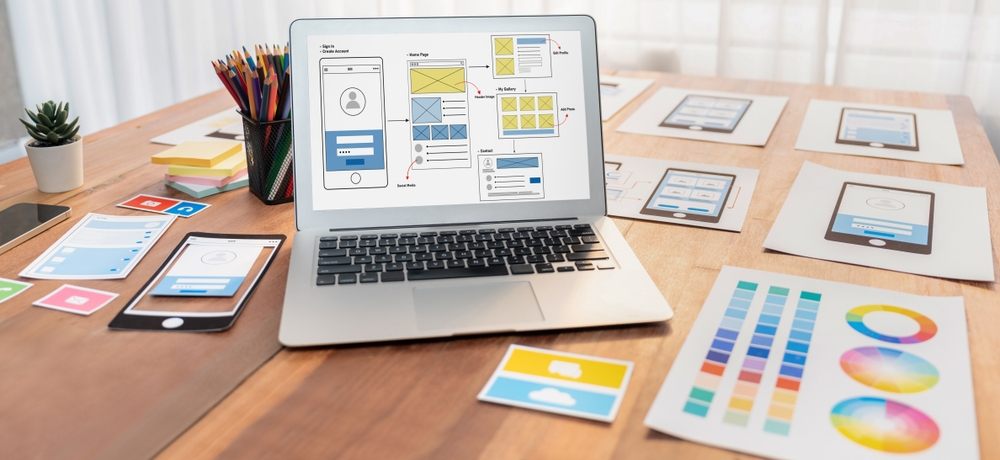 • Sign In
• Create Account
• Home Page
Header Image
Social Media
Edit Profile
• My Gallery
Add Photo
• Contact